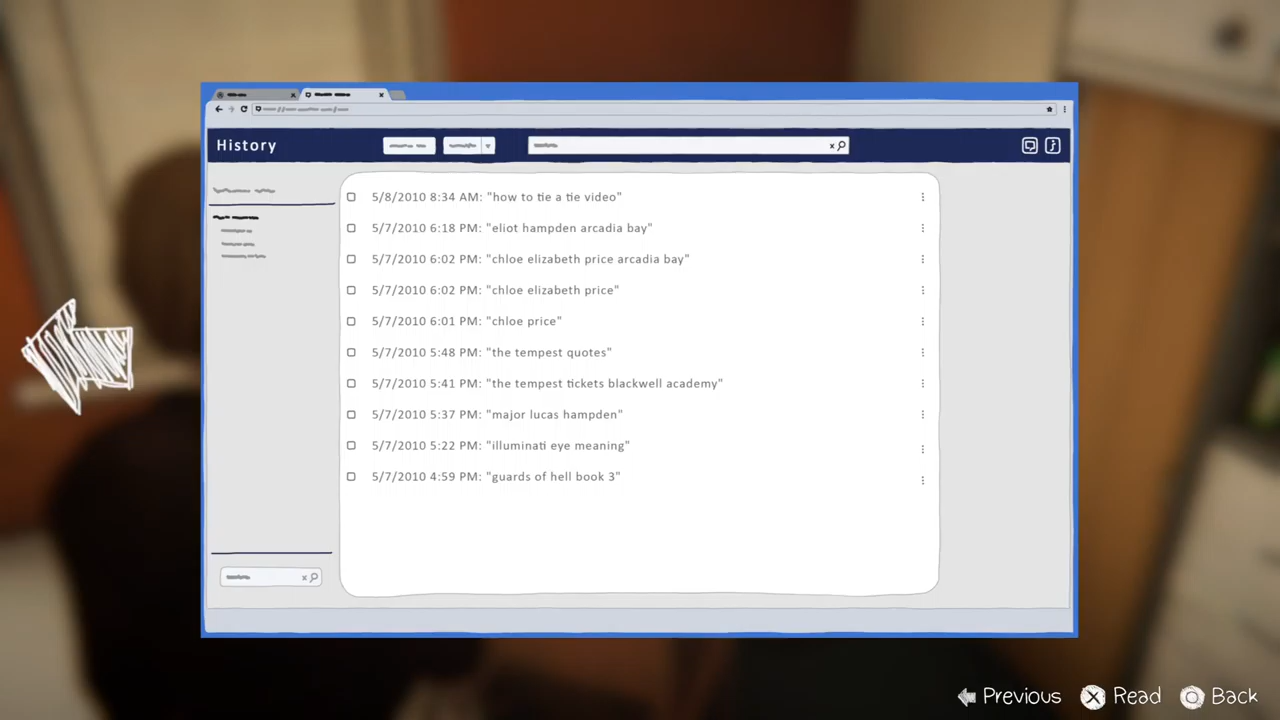 History
5/8/2010 8:34 AM: "how to tie a tie video"
5/7/2010 6:18 PM: "eliot hampden arcadia bay"
5/7/2010 6:02 PM: "chloe elizabeth price arcadia bay"
5/7/2010 6:02 PM: "chloe elizabeth price"
5/7/2010 6:01 PM: "chloe price"
5/7/2010 5:48 PM: "the tempest quotes"
5/7/2010 5:41 PM: "the tempest tickets blackwell academy"
5/7/2010 5:37 PM: "major lucas hampden"
5/7/2010 5:22 PM: "illuminati eye meaning"
5/7/2010 4:59 PM: "guards of hell book 3"
Previous X Read Back